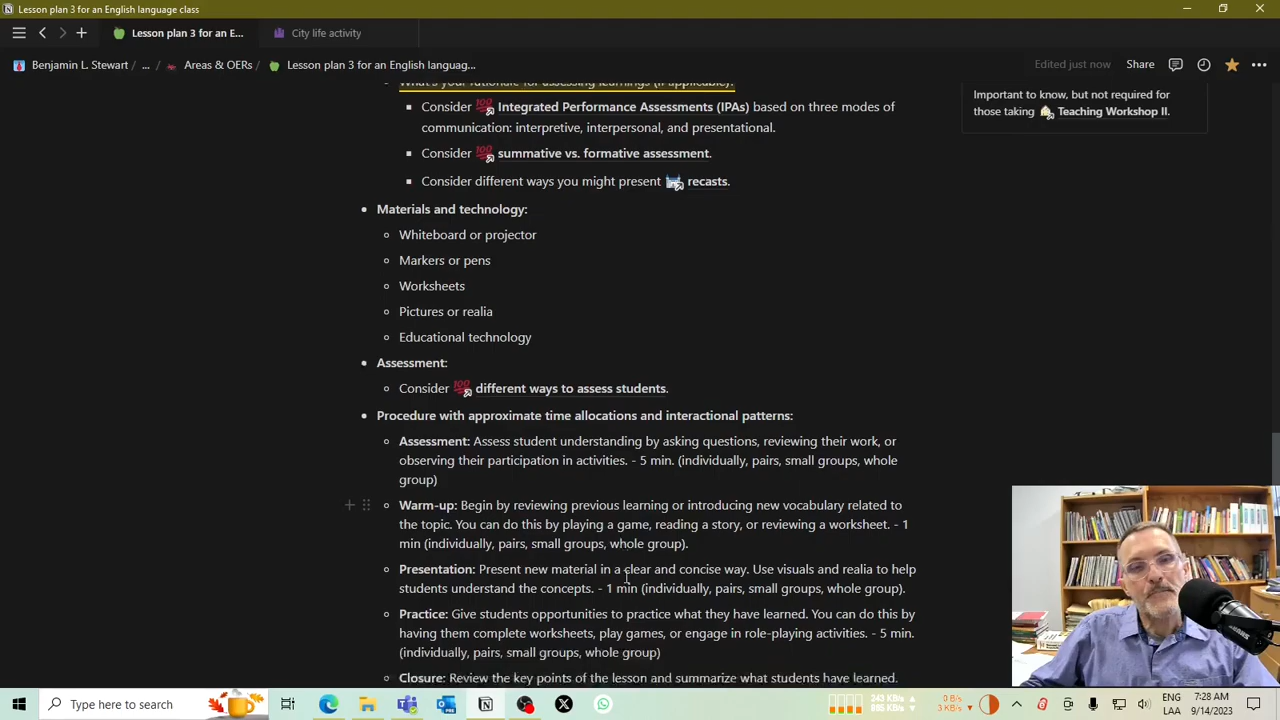 Lesson plan 3 for an English language class
Lesson plan 3 for an E...
City life activity
Benjamin L. Stewart / ... / Areas & OERs / Lesson plan 3 for an English languag...
Edited just now
Share
What's your rationale for assessing learnings (if applicable)?
Important to know, but not required for
those taking Teaching Workshop II.
Consider Integrated Performance Assessments (IPAs) based on three modes of
communication: interpretive, interpersonal, and presentational.
Consider summative vs. formative assessment.
Consider different ways you might present recasts.
Materials and technology:
Whiteboard or projector
Markers or pens
Worksheets
Pictures or realia
Educational technology
Assessment:
Consider different ways to assess students.
Procedure with approximate time allocations and interactional patterns:
Assessment: Assess student understanding by asking questions, reviewing their work, or
observing their participation in activities. - 5 min. (individually, pairs, small groups, whole
group)
Warm-up: Begin by reviewing previous learning or introducing new vocabulary related to
the topic. You can do this by playing a game, reading a story, or reviewing a worksheet. - 1
min (individually, pairs, small groups, whole group).
Presentation: Present new material in a clear and concise way. Use visuals and realia to help
students understand the concepts. - 1 min (individually, pairs, small groups, whole group).
Practice: Give students opportunities to practice what they have learned. You can do this by
having them complete worksheets, play games, or engage in role-playing activities. - 5 min.
(individually, pairs, small groups, whole group)
Closure: Review the key points of the lesson and summarize what students have learned.
Type here to search
ENG
LAA
7:28 AM
9/14/2023